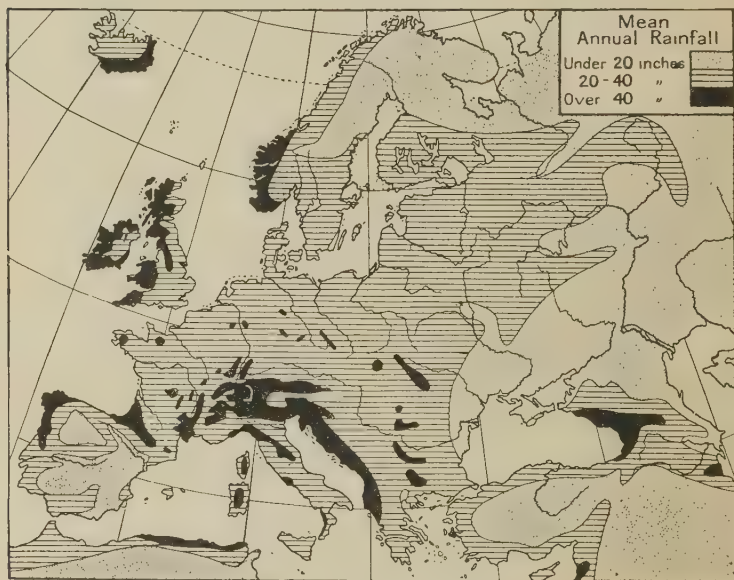 Mean
Annual Rainfall
Under 20 inches
20-40 "
Over 40 "